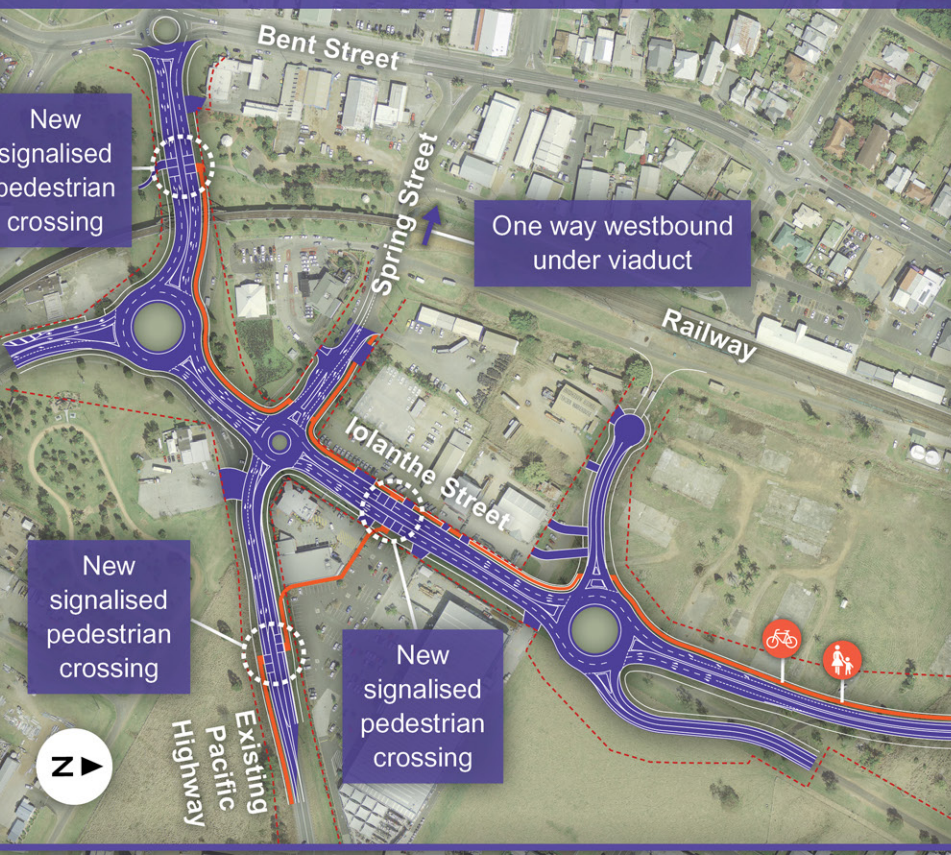 Bent Street
New
signalised
pedestrian
crossing
Spring Street
One way westbound
under viaduct
Railway
Iolanthe Street
New
signalised
pedestrian
crossing
New
signalised
pedestrian
crossing
Existing
Pacific
Highway
N